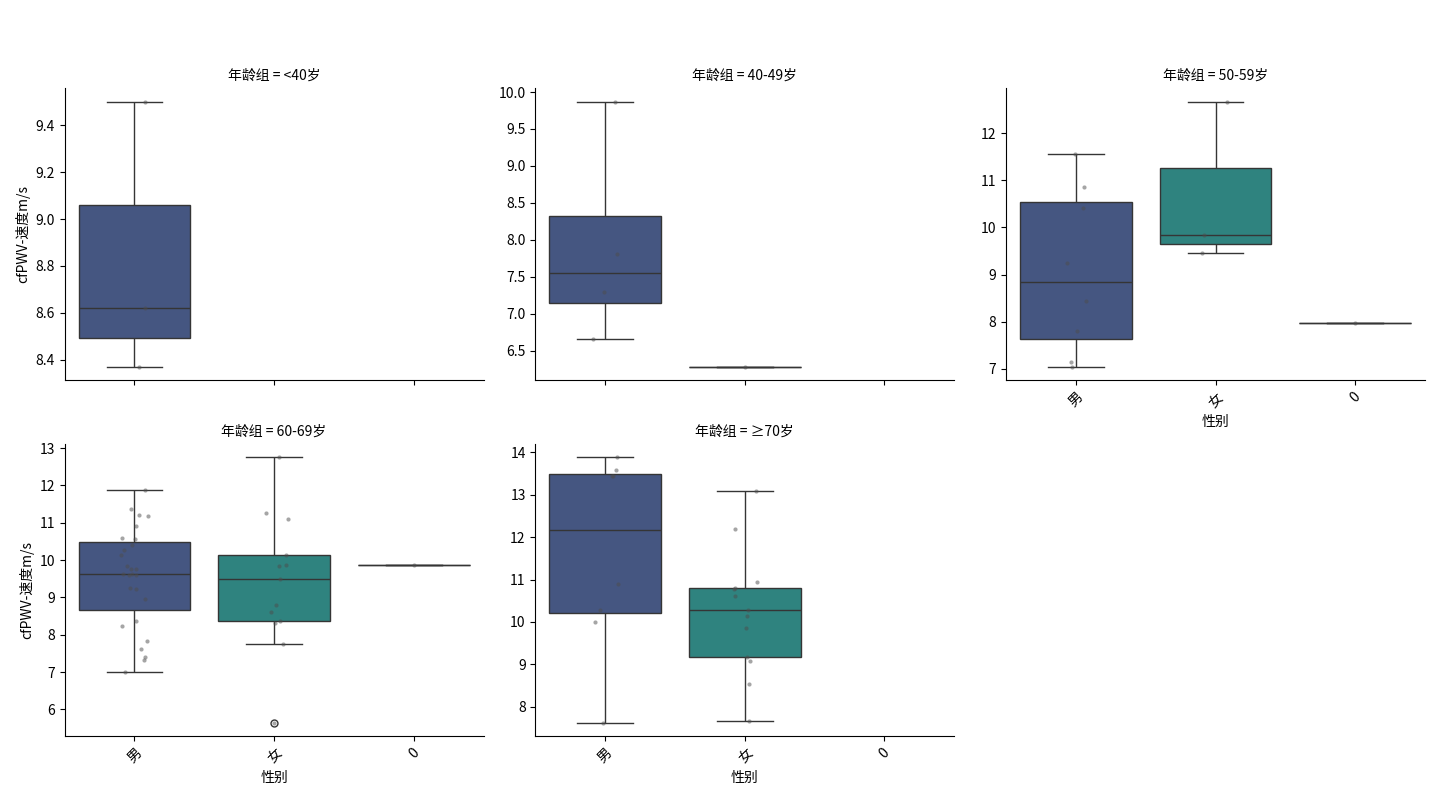 年龄组 = <40岁
年龄组 = 40-49岁
年龄组 = 50-59岁
cfPWV-速度m/s
9.4
9.2
9.0
8.8
8.6
8.4
10.0
9.5
9.0
8.5
8.0
7.5
7.0
6.5
12
11
10
9
8
7
男
女
0
性别
年龄组 = 60-69岁
年龄组 = ≥70岁
cfPWV-速度m/s
13
12
11
10
9
8
7
6
14
13
12
11
10
9
8
男
女
0
性别
男
女
0
性别